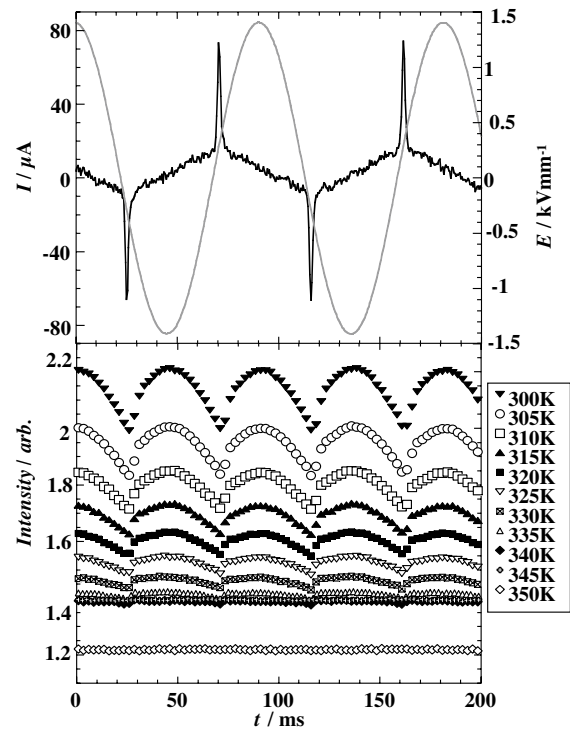 80
40
0
-40
-80
I / μA
1.5
1
0.5
0
-0.5
-1
-1.5
E / kVmm-1
2.2
2
1.8
1.6
1.4
1.2
Intensity / arb.
0
50
100
150
200
t / ms
300K
305K
310K
315K
320K
325K
330K
335K
340K
345K
350K